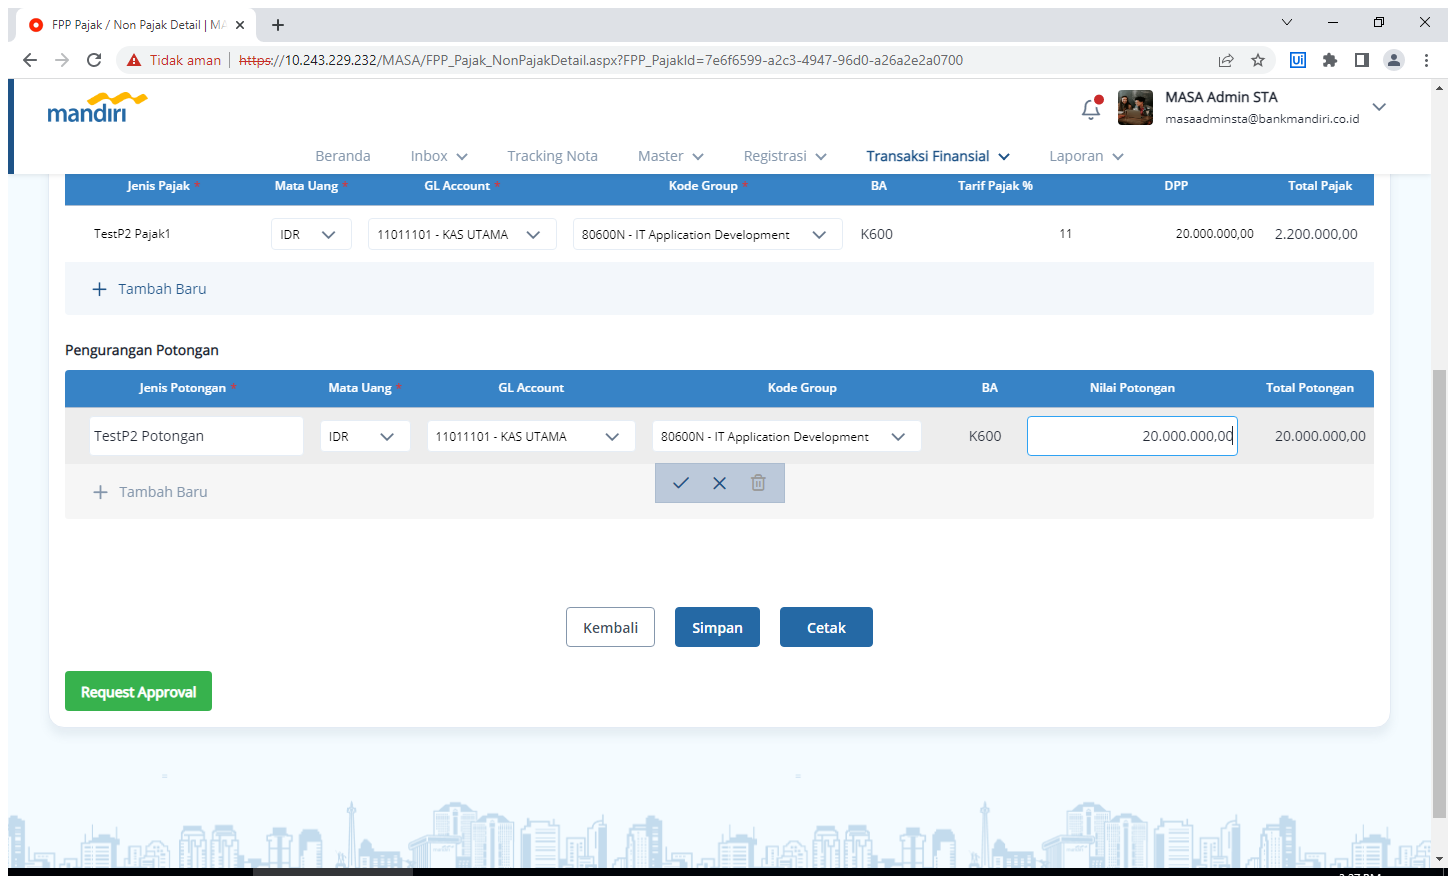 FPP Pajak / Non Pajak Detail | MA
Tidak aman https://10.243.229.232/MASA/FPP_Pajak_NonPajakDetail.aspx?FPP_PajakId=7e6f6599-a2c3-4947-96d0-a26a2e2a0700
mandiri
MASA Admin STA
masaadminsta@bankmandiri.co.id
Beranda Inbox Tracking Nota Master Registrasi Transaksi Finansial Laporan
Jenis Pajak * Mata Uang * GL Account * Kode Group * BA Tarif Pajak % DPP Total Pajak
TestP2 Pajak1 IDR 11011101 - KAS UTAMA 80600N - IT Application Development K600 11 20.000.000,00 2.200.000,00
+ Tambah Baru
Pengurangan Potongan
Jenis Potongan * Mata Uang * GL Account Kode Group BA Nilai Potongan Total Potongan
TestP2 Potongan IDR 11011101 - KAS UTAMA 80600N - IT Application Development K600 20.000.000,00 20.000.000,00
+ Tambah Baru
Kembali Simpan Cetak
Request Approval